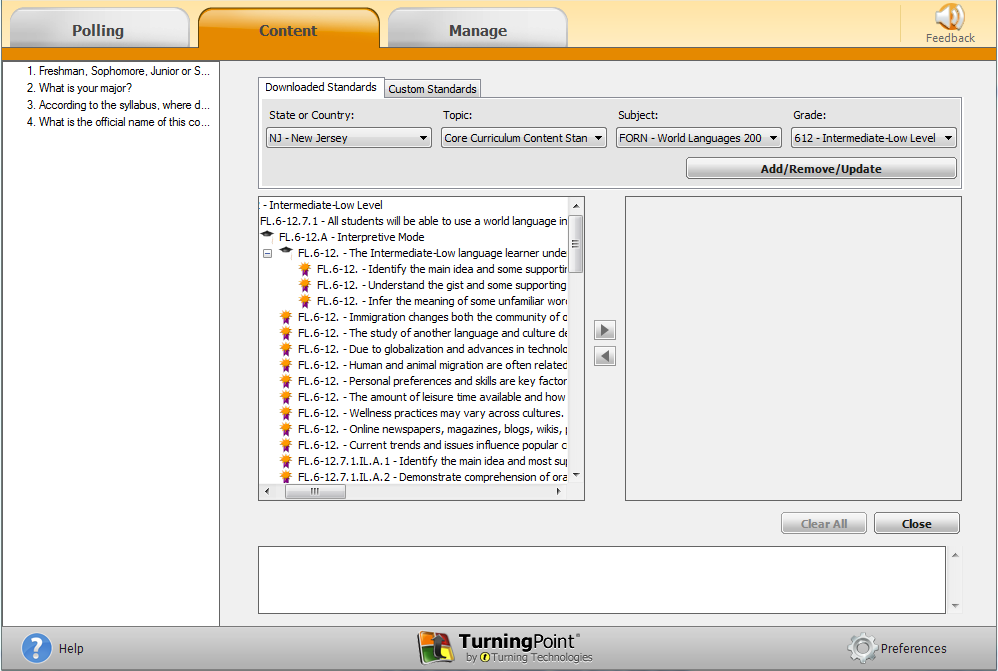 Polling
Content
Manage
Feedback
1. Freshman, Sophomore, Junior or S...
2. What is your major?
3. According to the syllabus, where d...
4. What is the official name of this co...
Downloaded Standards
Custom Standards
State or Country:
Topic:
Subject:
Grade:
NJ - New Jersey
Core Curriculum Content Stan
FORN - World Languages 200
612 - Intermediate-Low Level
Add/Remove/Update
- Intermediate-Low Level
FL.6-12.7.1 - All students will be able to use a world language in
FL.6-12.A - Interpretive Mode
FL.6-12. - The Intermediate-Low language learner unde
FL.6-12. - Identify the main idea and some supportin
FL.6-12. - Understand the gist and some supporting
FL.6-12. - Infer the meaning of some unfamiliar wor
FL.6-12. - Immigration changes both the community of o
FL.6-12. - The study of another language and culture de
FL.6-12. - Due to globalization and advances in technolo
FL.6-12. - Human and animal migration are often related
FL.6-12. - Personal preferences and skills are key factor
FL.6-12. - The amount of leisure time available and how
FL.6-12. - Wellness practices may vary across cultures.
FL.6-12. - Online newspapers, magazines, blogs, wikis, p
FL.6-12. - Current trends and issues influence popular c
FL.6-12.7.1.IL.A.1 - Identify the main idea and most sup
FL.6-12.7.1.IL.A.2 - Demonstrate comprehension of ora
Clear All
Close
Help
TurningPoint
by Turning Technologies
Preferences